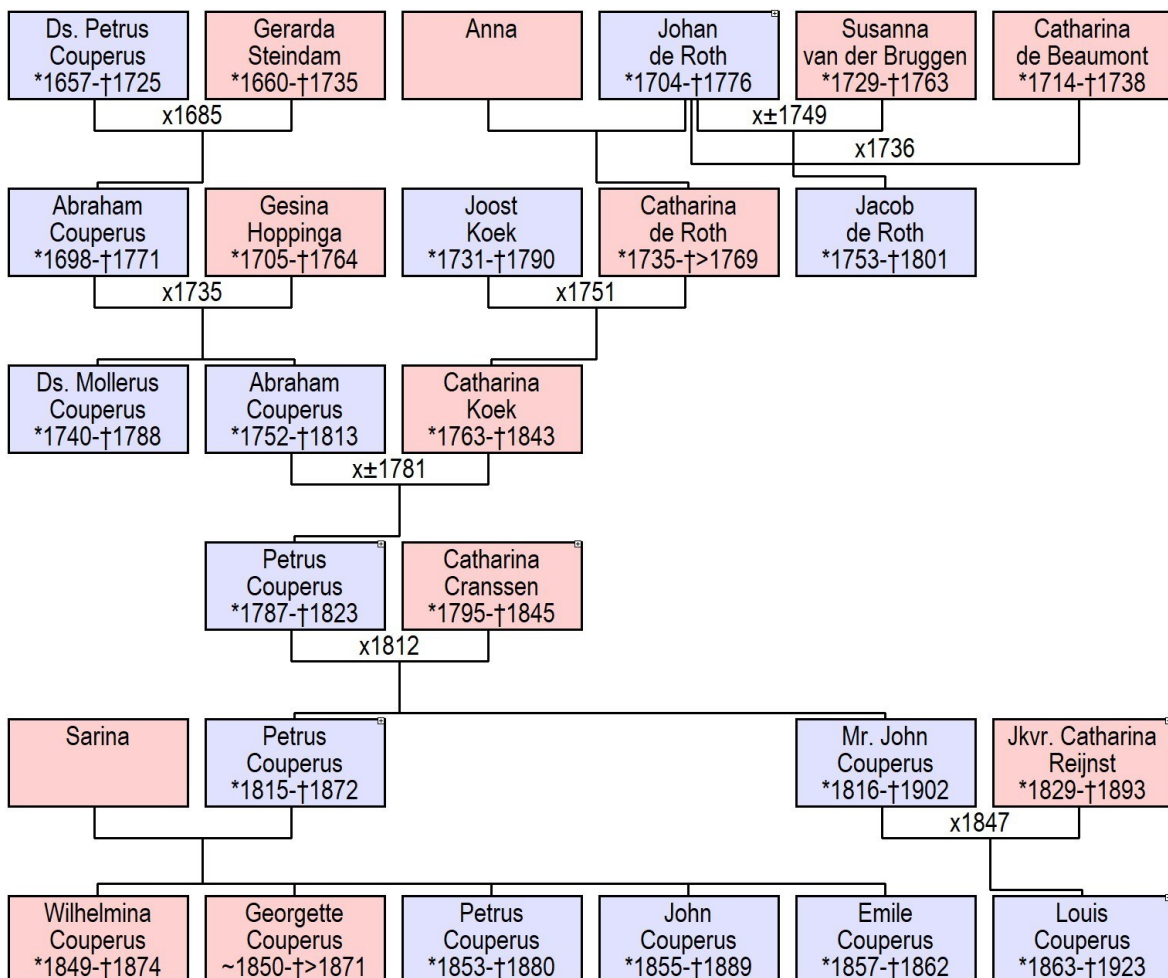 Ds. Petrus
Couperus
*1657-†1725
Gerarda
Steindam
*1660-†1735
Anna
Johan
de Roth
*1704-†1776
Susanna
van der Bruggen
*1729-†1763
Catharina
de Beaumont
*1714-†1738
x1685
x±1749
x1736
Abraham
Couperus
*1698-†1771
Gesina
Hoppinga
*1705-†1764
Joost
Koek
*1731-†1790
Catharina
de Roth
*1735-†>1769
Jacob
de Roth
*1753-†1801
x1735
x1751
Ds. Mollerus
Couperus
*1740-†1788
Abraham
Couperus
*1752-†1813
Catharina
Koek
*1763-†1843
x±1781
Petrus
Couperus
*1787-†1823
Catharina
Cranssen
*1795-†1845
x1812
Sarina
Petrus
Couperus
*1815-†1872
Mr. John
Couperus
*1816-†1902
Jkvr. Catharina
Reijnst
*1829-†1893
x1847
Wilhelmina
Couperus
*1849-†1874
Georgette
Couperus
~1850-†>1871
Petrus
Couperus
*1853-†1880
John
Couperus
*1855-†1889
Emile
Couperus
*1857-†1862
Louis
Couperus
*1863-†1923